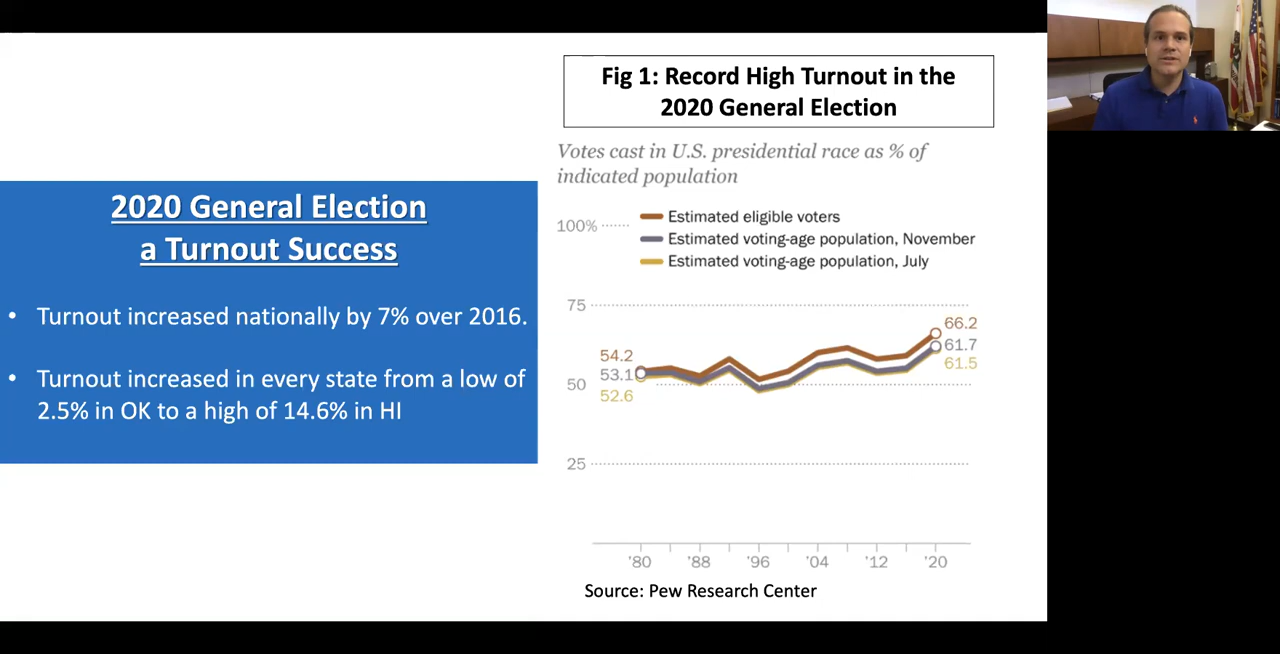 2020 General Election
a Turnout Success
• Turnout increased nationally by 7% over 2016.
• Turnout increased in every state from a low of
2.5% in OK to a high of 14.6% in HI
Fig 1: Record High Turnout in the
2020 General Election
Votes cast in U.S. presidential race as % of
indicated population
100%
Estimated eligible voters
Estimated voting-age population, November
Estimated voting-age population, July
75
66.2
61.7
61.5
54.2
53.1
52.6
50
25
'80 '88 '96 '04 '12 '20
Source: Pew Research Center